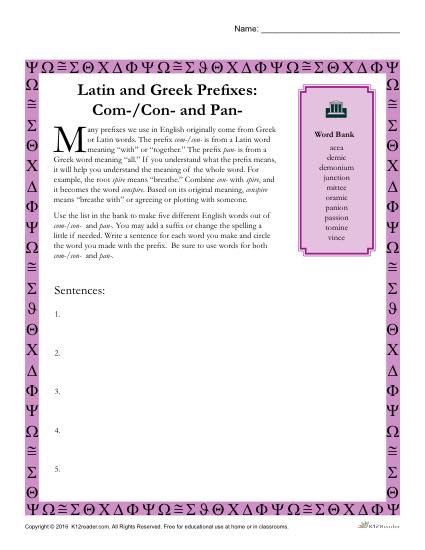 Name: ______________________________
Latin and Greek Prefixes:
Com-/Con- and Pan-
Many prefixes we use in English originally come from Greek
or Latin words. The prefix com-/con- is from a Latin word
meaning “with” or “together.” The prefix pan- is from a
Greek word meaning “all.” If you understand what the prefix means,
it will help you understand the meaning of the whole word. For
example, the root spire means “breathe.” Combine con- with spire, and
it becomes the word conspire. Based on its original meaning, conspire
means “breathe with” or agreeing or plotting with someone.
Use the list in the bank to make five different English words out of
com-/con- and pan-. You may add a suffix or change the spelling a
little if needed. Write a sentence for each word you made and circle
the word you made with the prefix. Be sure to use words for both
com-/con- and pan-.
Word Bank
acea
demic
demonium
junction
mittee
oramic
panion
passion
tomine
vince
Sentences:
1.
2.
3.
4.
5.
Copyright © 2016 K12reader.com. All Rights Reserved. Free for educational use at home or in classrooms.
K12Reader